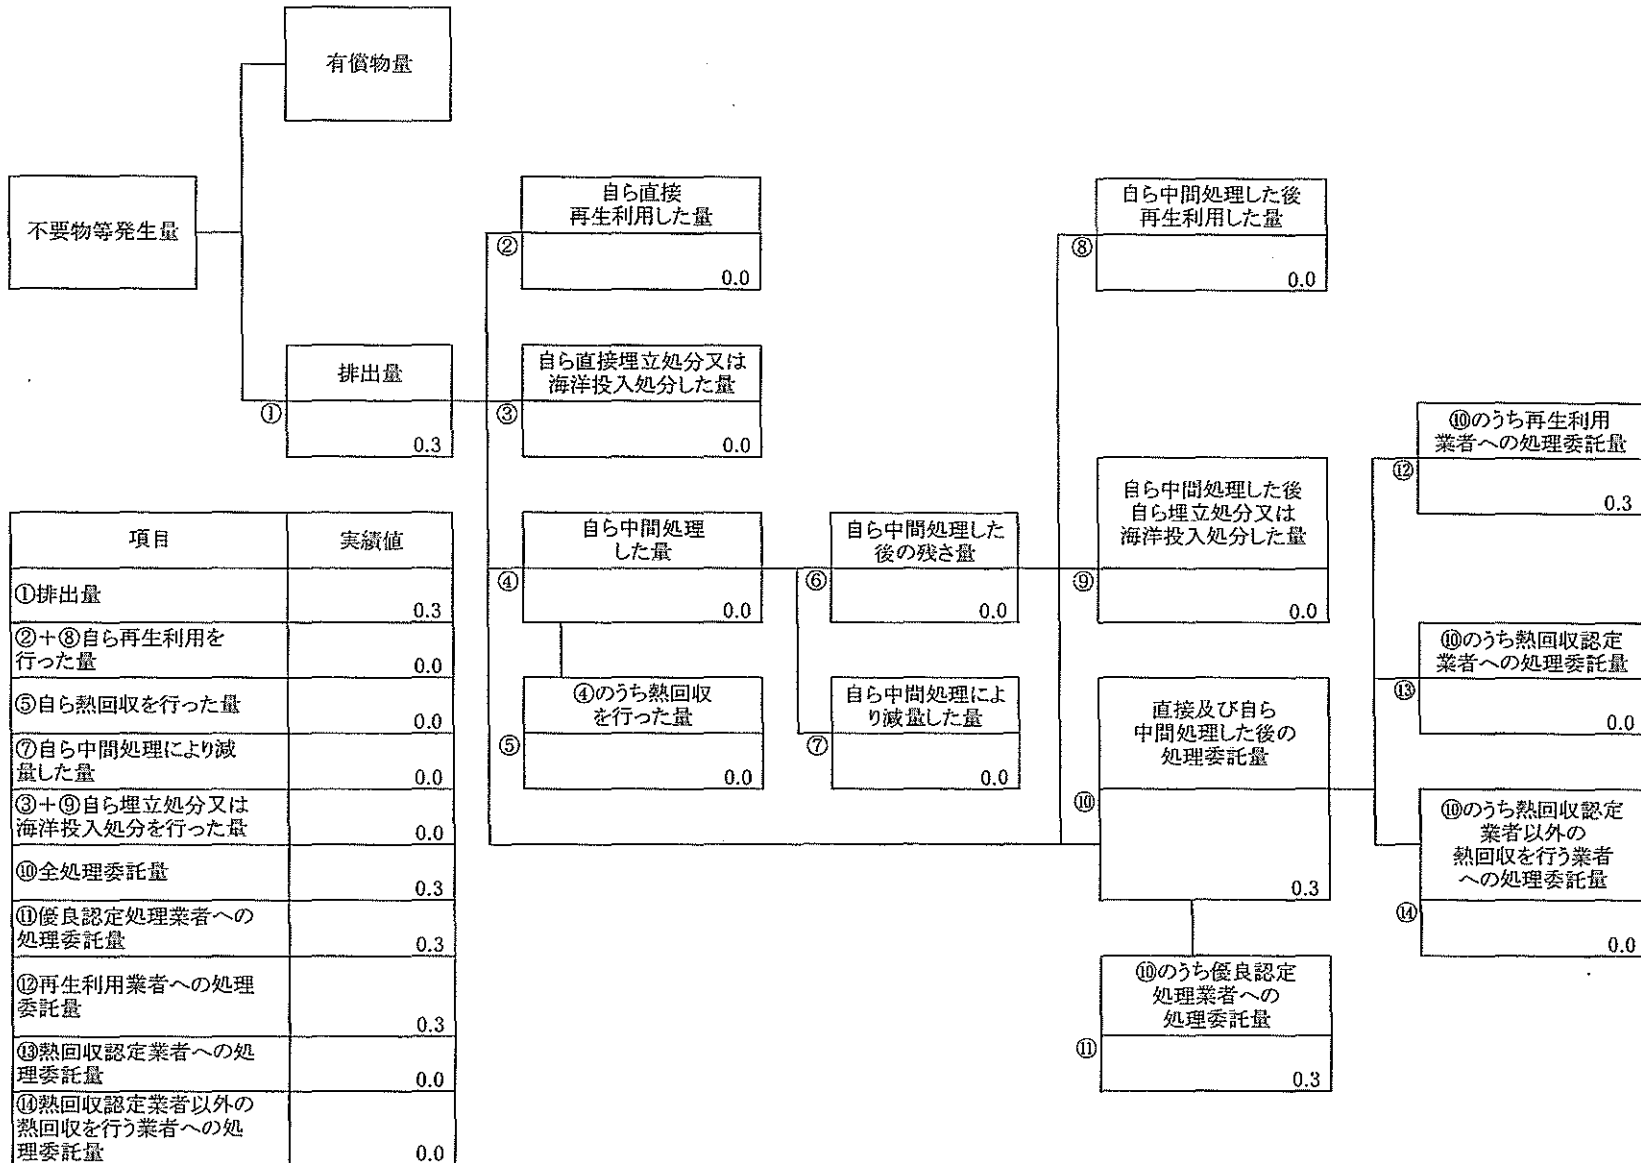 有償物量
不要物等発生量
自ら直接
再生利用した量
②
0.0
自ら中間処理した後
再生利用した量
⑧
0.0
排出量
①
0.3
自ら直接埋立処分又は
海洋投入処分した量
③
0.0
⑩のうち再生利用
業者への処理委託量
⑫
0.3
自ら中間処理
した量
④
0.0
自ら中間処理した
後の残さ量
⑥
0.0
自ら中間処理した後
自ら埋立処分又は
海洋投入処分した量
⑨
0.0
⑩のうち熱回収認定
業者への処理委託量
⑬
0.0
④のうち熱回収
を行った量
⑤
0.0
自ら中間処理によ
り減量した量
⑦
0.0
直接及び自ら
中間処理した後の
処理委託量
⑩
0.3
⑩のうち熱回収認定
業者以外の
熱回収を行う業者
への処理委託量
⑭
0.0
⑩のうち優良認定
処理業者への
処理委託量
⑪
0.3
項目 実績値
①排出量 0.3
②+⑧自ら再生利用を
行った量 0.0
⑤自ら熱回収を行った量 0.0
⑦自ら中間処理により減
量した量 0.0
③+⑨自ら埋立処分又は
海洋投入処分を行った量 0.0
⑩全処理委託量 0.3
⑪優良認定処理業者への
処理委託量 0.3
⑫再生利用業者への処理
委託量 0.3
⑬熱回収認定業者への処
理委託量 0.0
⑭熱回収認定業者以外の
熱回収を行う業者への処
理委託量 0.0